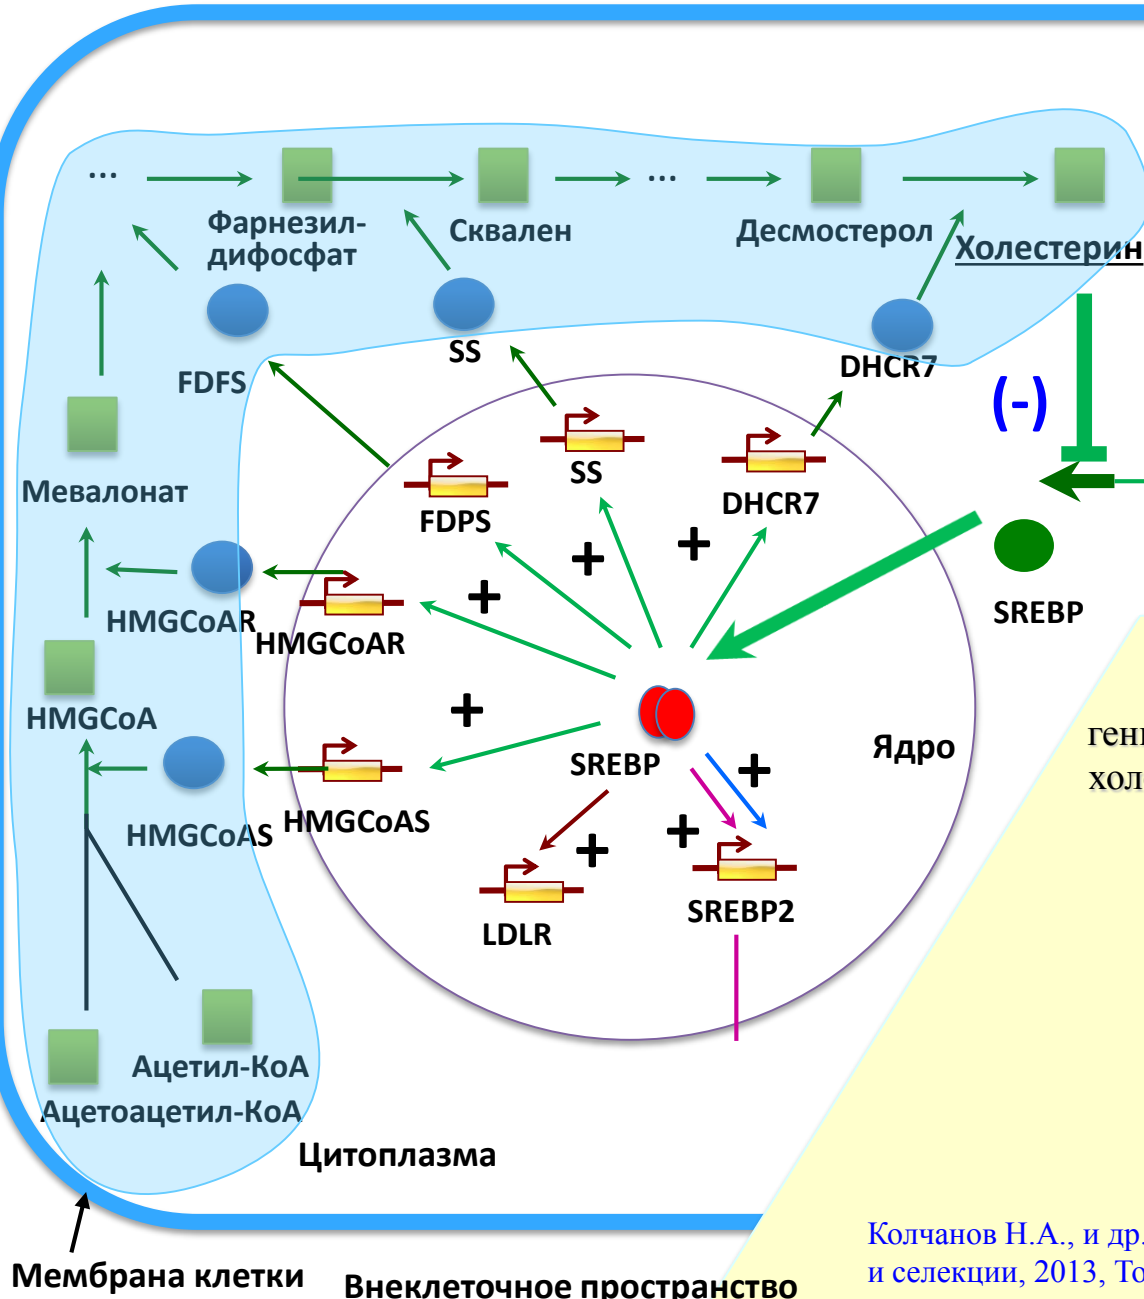 ...
...
Фарнезил-
дифосфат
Сквален
Десмостерол
Холестерин
FDFS
SS
DHCR7
(-)
SS
Мевалонат
FDPS
DHCR7
+
+
+
HMGCoAR
HMGCoAR
SREBP
HMGCoA
+
SREBP
Ядро
+
HMGCoAS
HMGCoAS
+
+
LDLR
SREBP2
Ацетил-КоА
Ацетоацетил-КоА
Цитоплазма
Мембрана клетки
Внеклеточное пространство
Колчанов Н.А., и др.
и селекции, 2013,